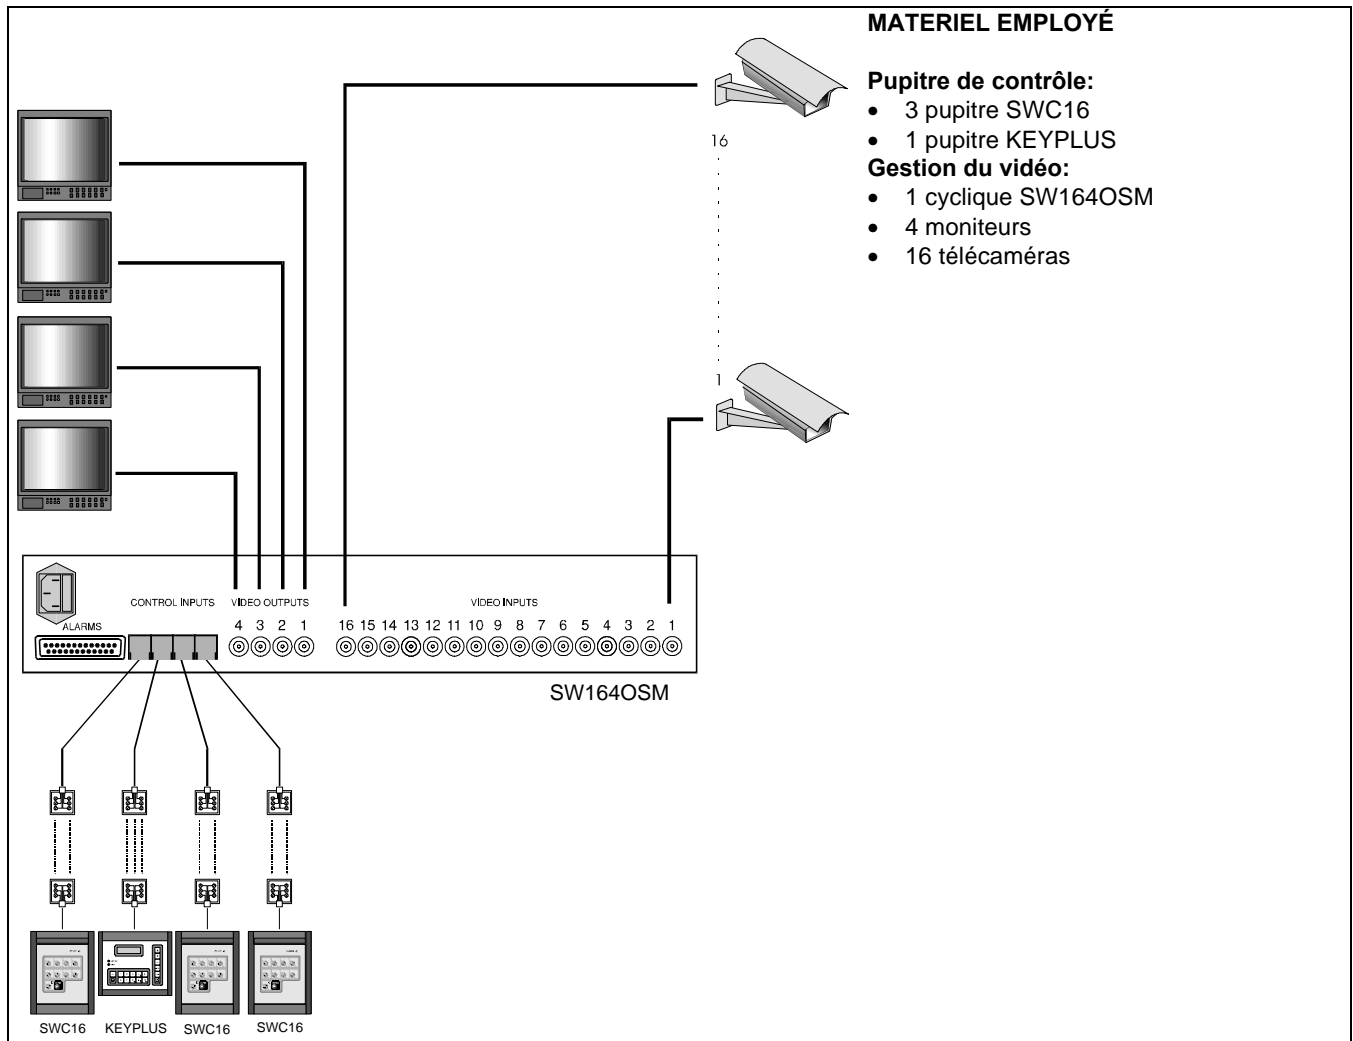 MATERIEL EMPLOYÉ
Pupitre de contrôle:
• 3 pupitre SWC16
• 1 pupitre KEYPLUS
Gestion du vidéo:
• 1 cyclique SW164OSM
• 4 moniteurs
• 16 télécaméras
16
1
CONTROL INPUTS VIDEO OUTPUTS VIDEO INPUTS
ALARMS
4 3 2 1 16 15 14 13 12 11 10 9 8 7 6 5 4 3 2 1
SW164OSM
SWC16 KEYPLUS SWC16 SWC16